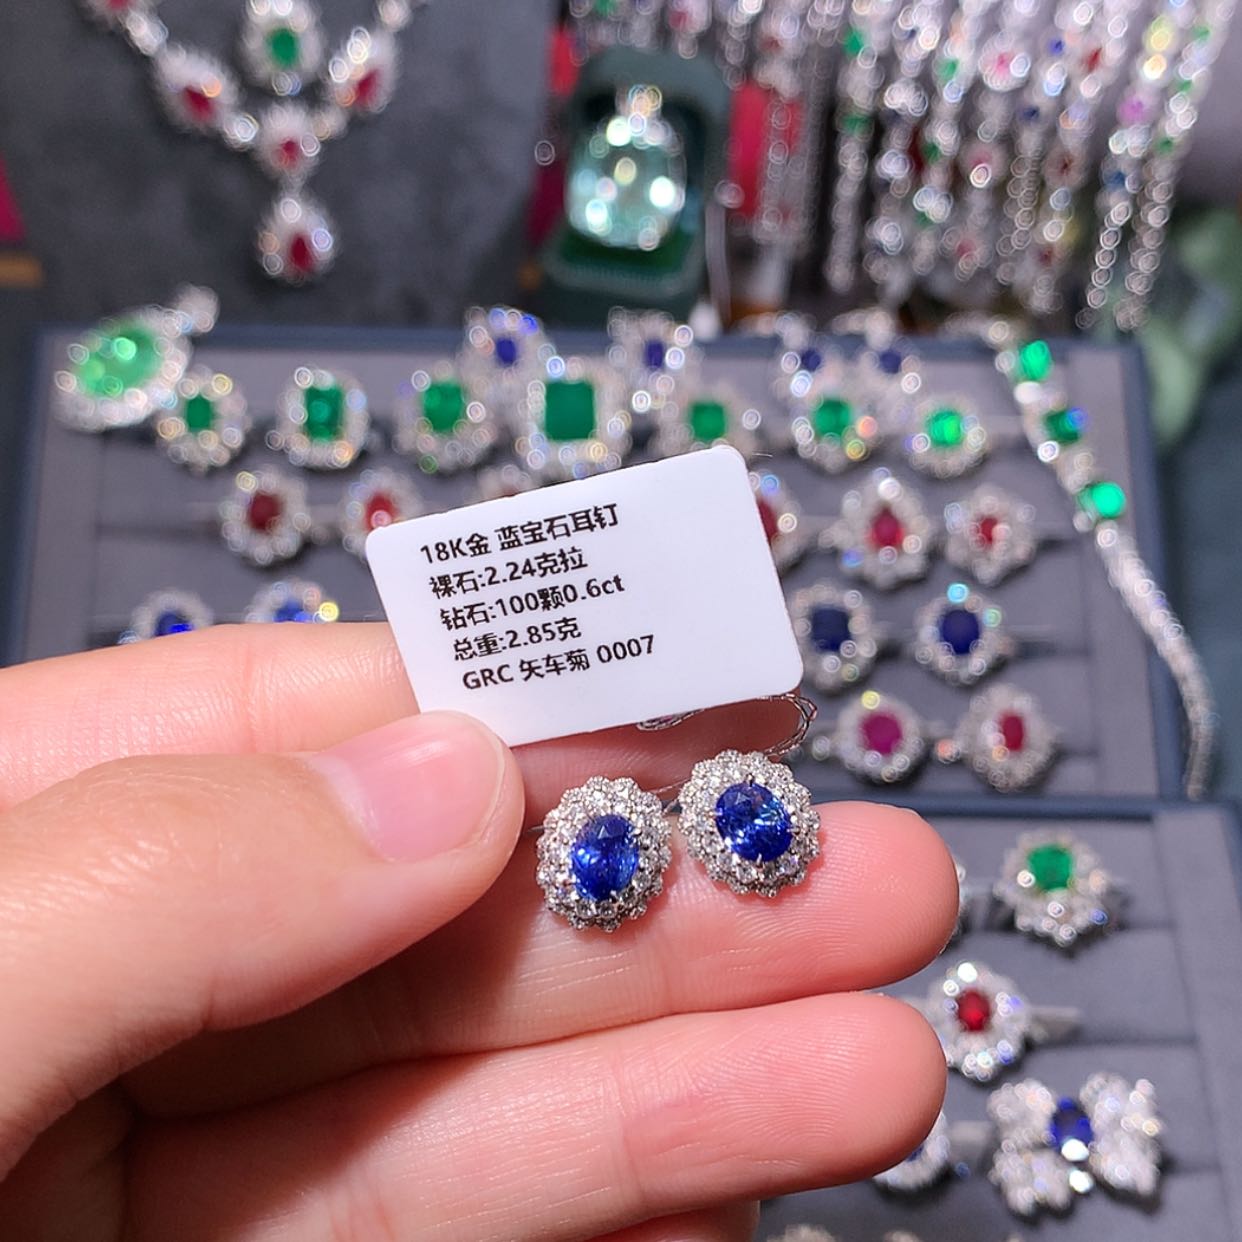 18K金 蓝宝石耳钉
裸石:2.24克拉
钻石:100颗0.6ct
总重:2.85克
GRC 矢车菊 0007